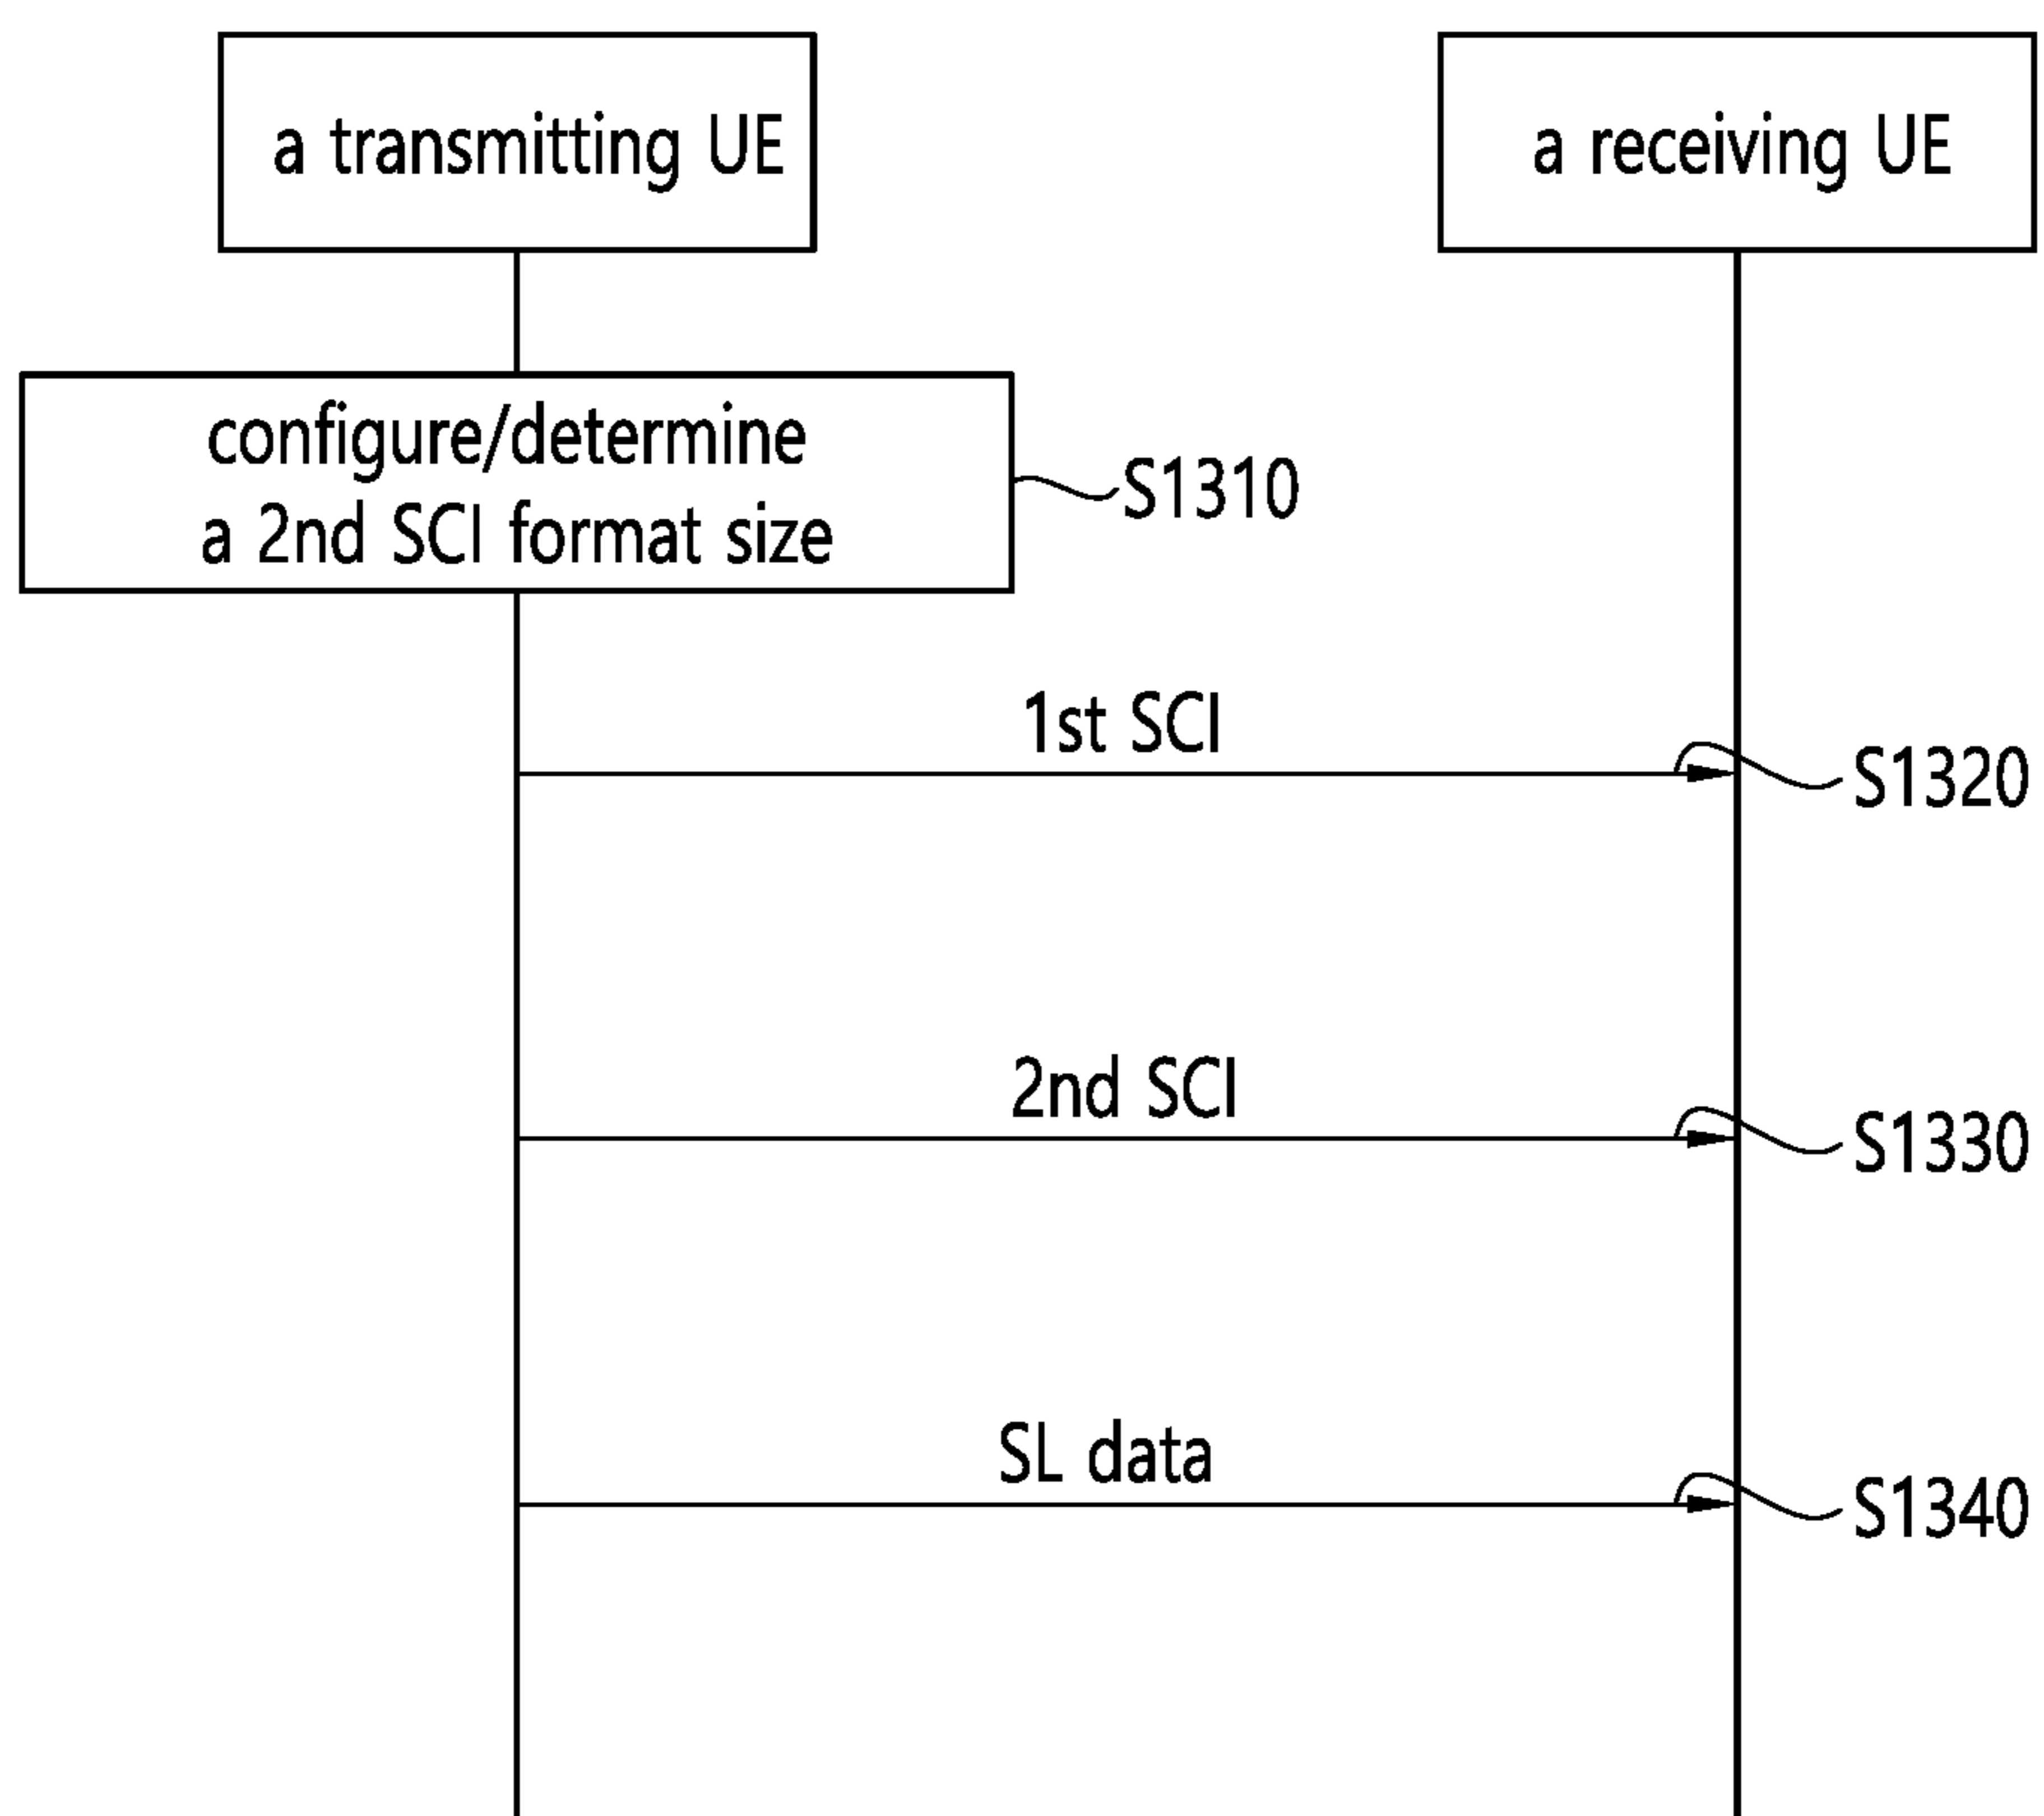 a transmitting UE
a receiving UE
configure/determine
a 2nd SCI format size
S1310
1st SCI
S1320
2nd SCI
S1330
SL data
S1340